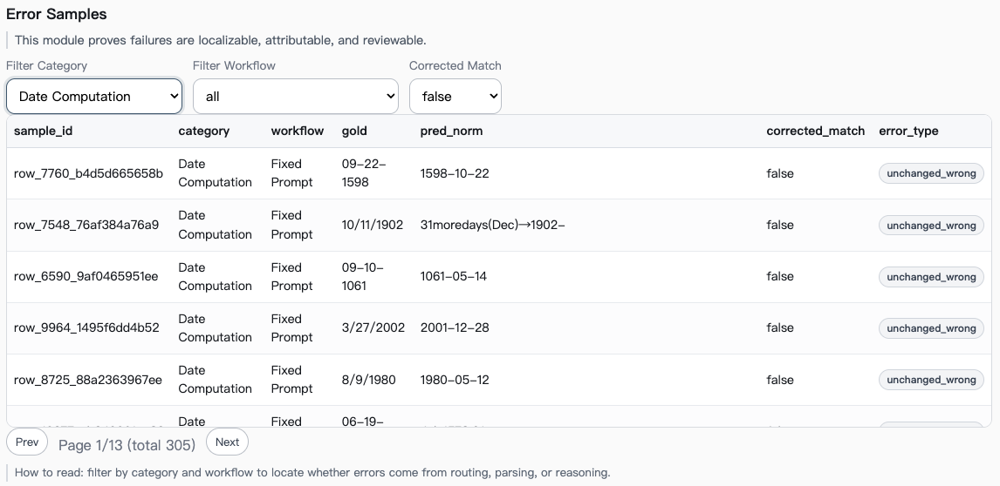 Error Samples
This module proves failures are localizable, attributable, and reviewable.
Filter Category Filter Workflow Corrected Match
Date Computation all false
sample_id category workflow gold pred_norm corrected_match error_type
row_7760_b4d5d665658b Date Computation Fixed Prompt 09-22-1598 1598-10-22 false unchanged_wrong
row_7548_76af384a76a9 Date Computation Fixed Prompt 10/11/1902 31moredays(Dec)→1902- false unchanged_wrong
row_6590_9af0465951ee Date Computation Fixed Prompt 09-10-1061 1061-05-14 false unchanged_wrong
row_9964_1495f6dd4b52 Date Computation Fixed Prompt 3/27/2002 2001-12-28 false unchanged_wrong
row_8725_88a2363967ee Date Computation Fixed Prompt 8/9/1980 1980-05-12 false unchanged_wrong
Date Fixed 06-19-
Prev Page 1/13 (total 305) Next
How to read: filter by category and workflow to locate whether errors come from routing, parsing, or reasoning.